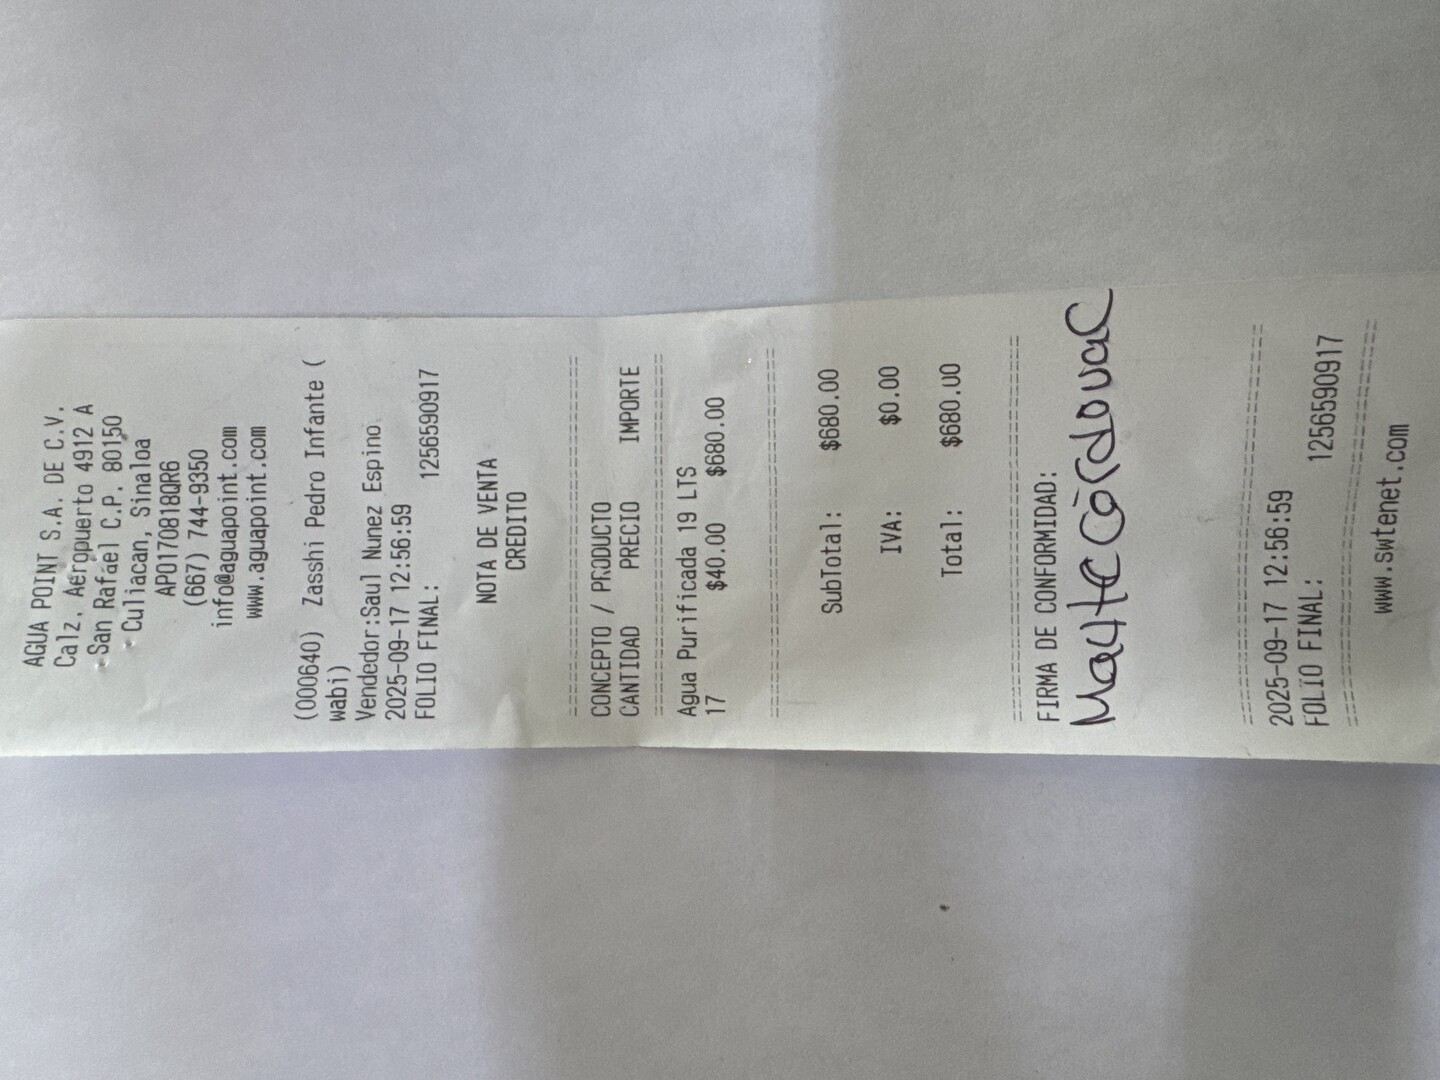 AGUA POINT S.A. DE C.V.
Calz. Aeropuerto 4912 A
San Rafael C.P. 80150
Culiacan, Sinaloa
APO170818QR6
(667) 744-9350
info@aguapoint.com
www.aguapoint.com
(000640) Zasshi Pedro Infante (
wabi)
Vendedor:Saul Nunez Espino
2025-09-17 12:56:59
FOLIO FINAL: 1256590917
NOTA DE VENTA
CREDITO
CONCEPTO / PRODUCTO
CANTIDAD PRECIO IMPORTE
Agua Purificada 19 LTS
17 $40.00 $680.00
SubTotal: $680.00
IVA: $0.00
Total: $680.00
FIRMA DE CONFORMIDAD:
2025-09-17 12:56:59
FOLIO FINAL: 1256590917
www.swtenet.com